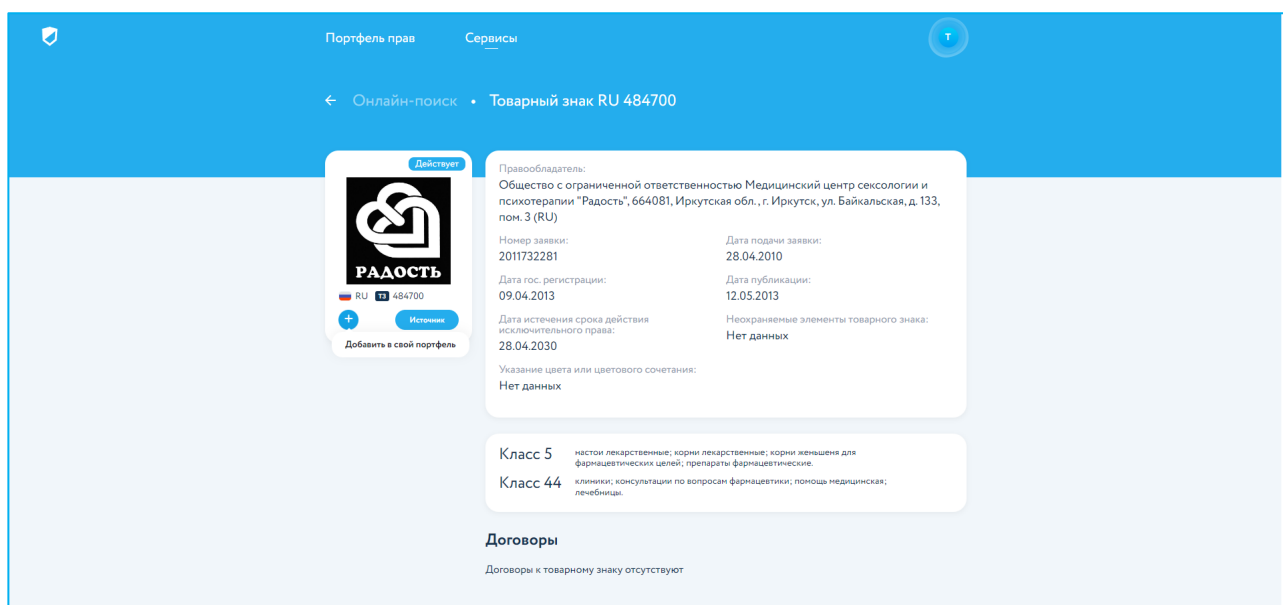 Портфель прав
Сервисы
Т
← Онлайн-поиск • Товарный знак RU 484700
Действует
РАДОСТЬ
RU ТЗ 484700
+
Источник
Добавить в свой портфель
Правообладатель:
Общество с ограниченной ответственностью Медицинский центр сексологии и
психотерапии "Радость", 664081, Иркутская обл., г. Иркутск, ул. Байкальская, д. 133,
пом. 3 (RU)
Номер заявки:
2011732281
Дата подачи заявки:
28.04.2010
Дата гос. регистрации:
09.04.2013
Дата публикации:
12.05.2013
Дата истечения срока действия
исключительного права:
28.04.2030
Неохраняемые элементы товарного знака:
Нет данных
Указание цвета или цветового сочетания:
Нет данных
Класс 5
настои лекарственные; корни лекарственные; корни женьшеня для
фармацевтических целей; препараты фармацевтические.
Класс 44
клиники; консультации по вопросам фармацевтики; помощь медицинская;
лечебницы.
Договоры
Договоры к товарному знаку отсутствуют